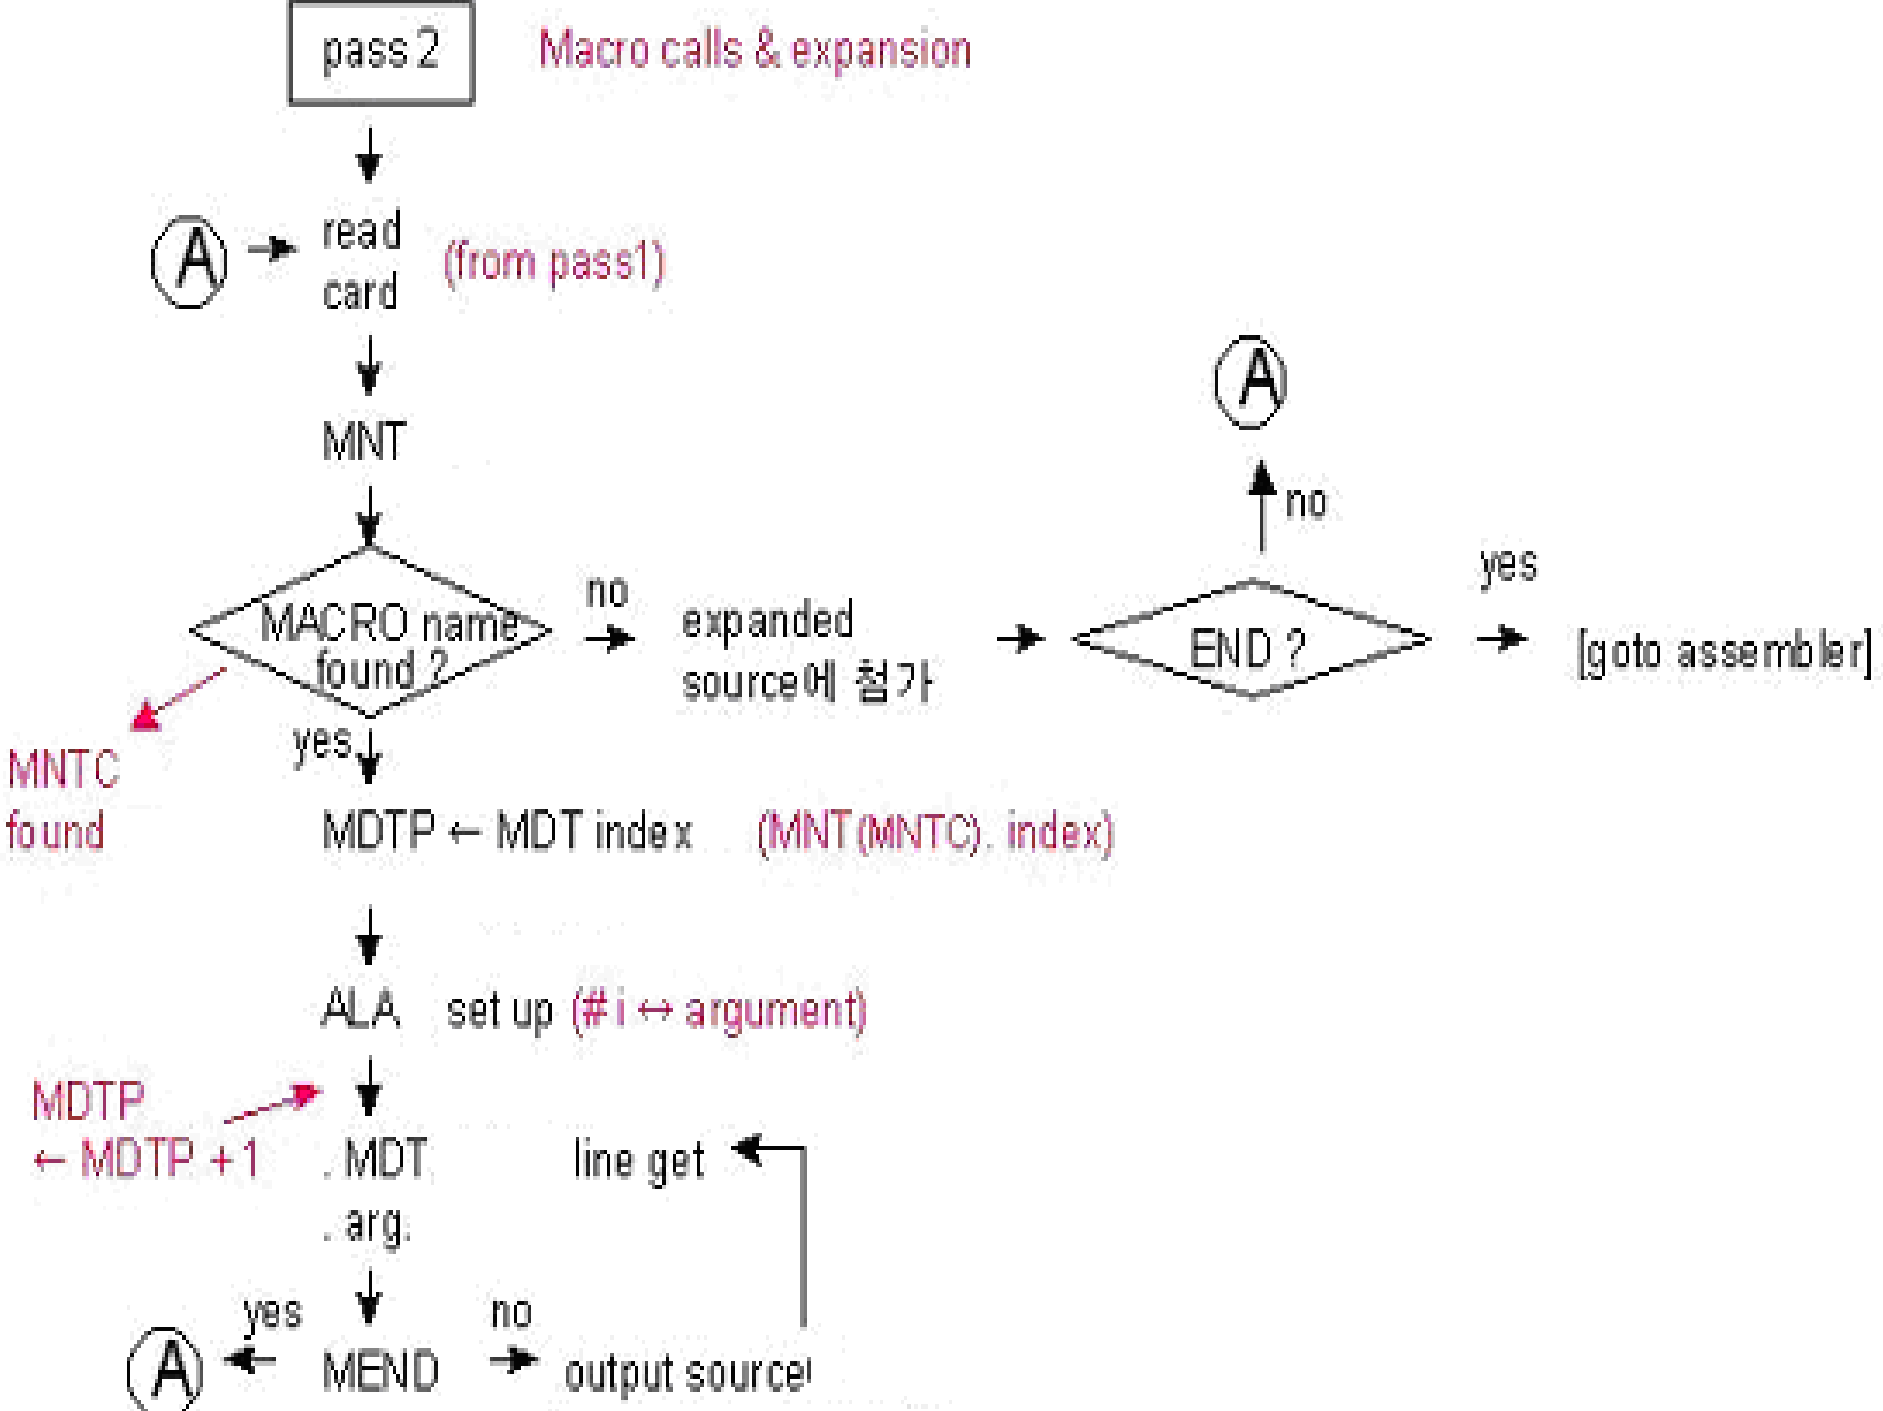 pass 2 Macro calls & expansion
A read
card (from pass1)
MNT
A
no
MACRO name
found ?
no
expanded
source에 첨가
END ?
yes
[goto assembler]
MNTC
found
yes
MDTP ← MDT index (MNT(MNTC). index)
ALA set up (# i ↔ argument)
MDTP
← MDTP + 1
. MDT line get
. arg.
yes no
A MEND output source